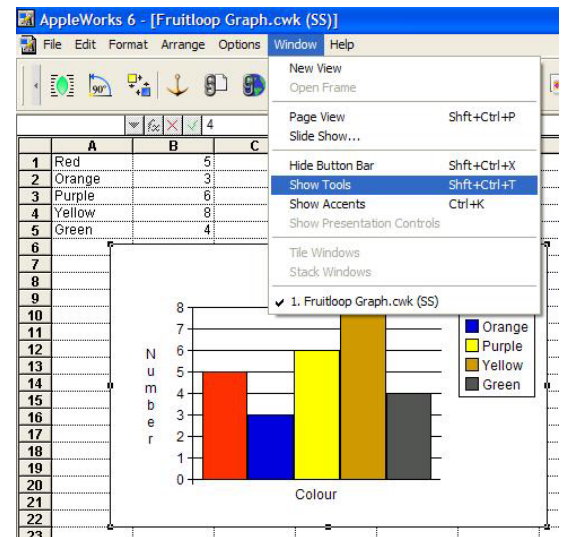 AppleWorks 6 - [Fruitloop Graph.cwk (SS)]
File Edit Format Arrange Options Window Help
90°
4
New View
Open Frame
Page View Shft+Ctrl+P
Slide Show...
Hide Button Bar Shft+Ctrl+X
Show Tools Shft+Ctrl+T
Show Accents Ctrl+K
Show Presentation Controls
Tile Windows
Stack Windows
1. Fruitloop Graph.cwk (SS)
A B C
1 Red 5
2 Orange 3
3 Purple 6
4 Yellow 8
5 Green 4
6
7
8
9
10
11
12
13
14
15
16
17
18
19
20
21
22
23
8
7
6
5
4
3
2
1
0
Number
Colour
Orange
Purple
Yellow
Green